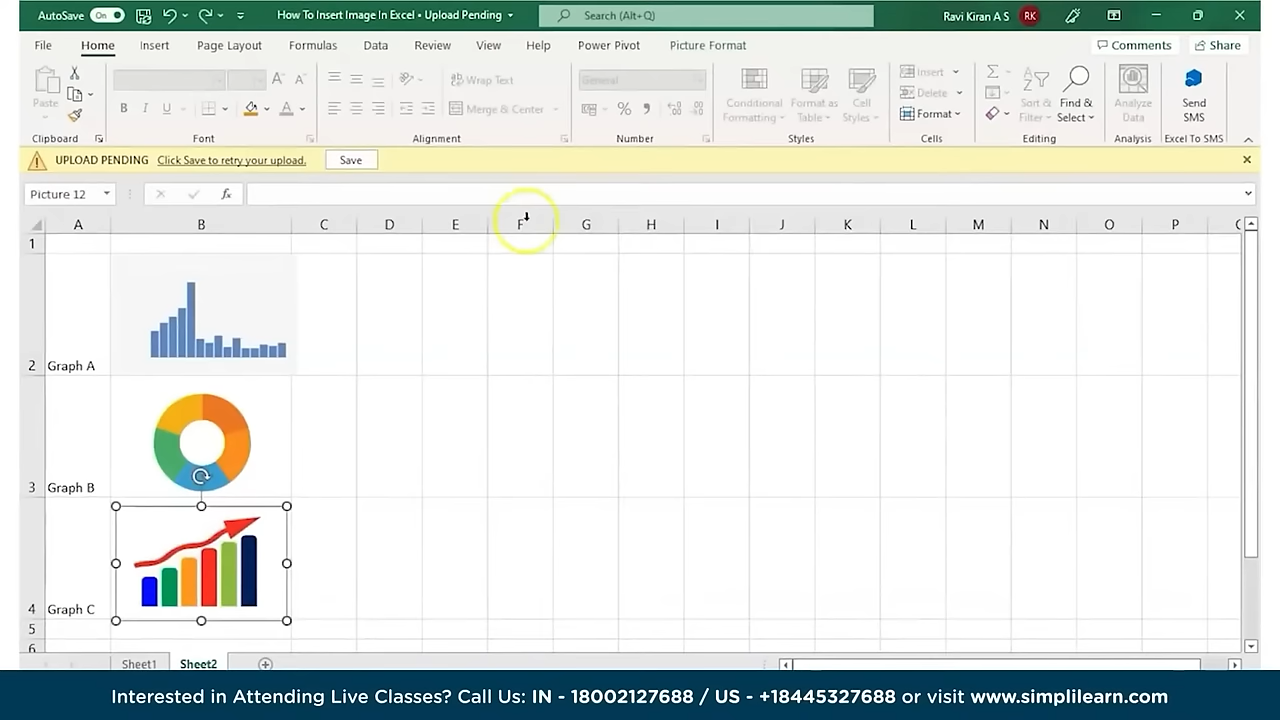 AutoSave On How To Insert Image In Excel • Upload Pending Search (Alt+Q) Ravi Kiran A S RK
File Home Insert Page Layout Formulas Data Review View Help Power Pivot Picture Format Comments Share
Paste Wrap Text General Conditional Formatting Format as Table Cell Styles Insert Sort & Filter Find & Select Analyze Data Send SMS
B I U A Merge & Center % Delete
Format
Clipboard Font Alignment Number Styles Cells Editing Analysis Excel To SMS
UPLOAD PENDING Click Save to retry your upload. Save
Picture 12 fx
A B C D E F G H I J K L M N O P
1
2 Graph A
3 Graph B
4 Graph C
5
6
Sheet1 Sheet2
Interested in Attending Live Classes? Call Us: IN - 18002127688 / US - +18445327688 or visit www.simplilearn.com